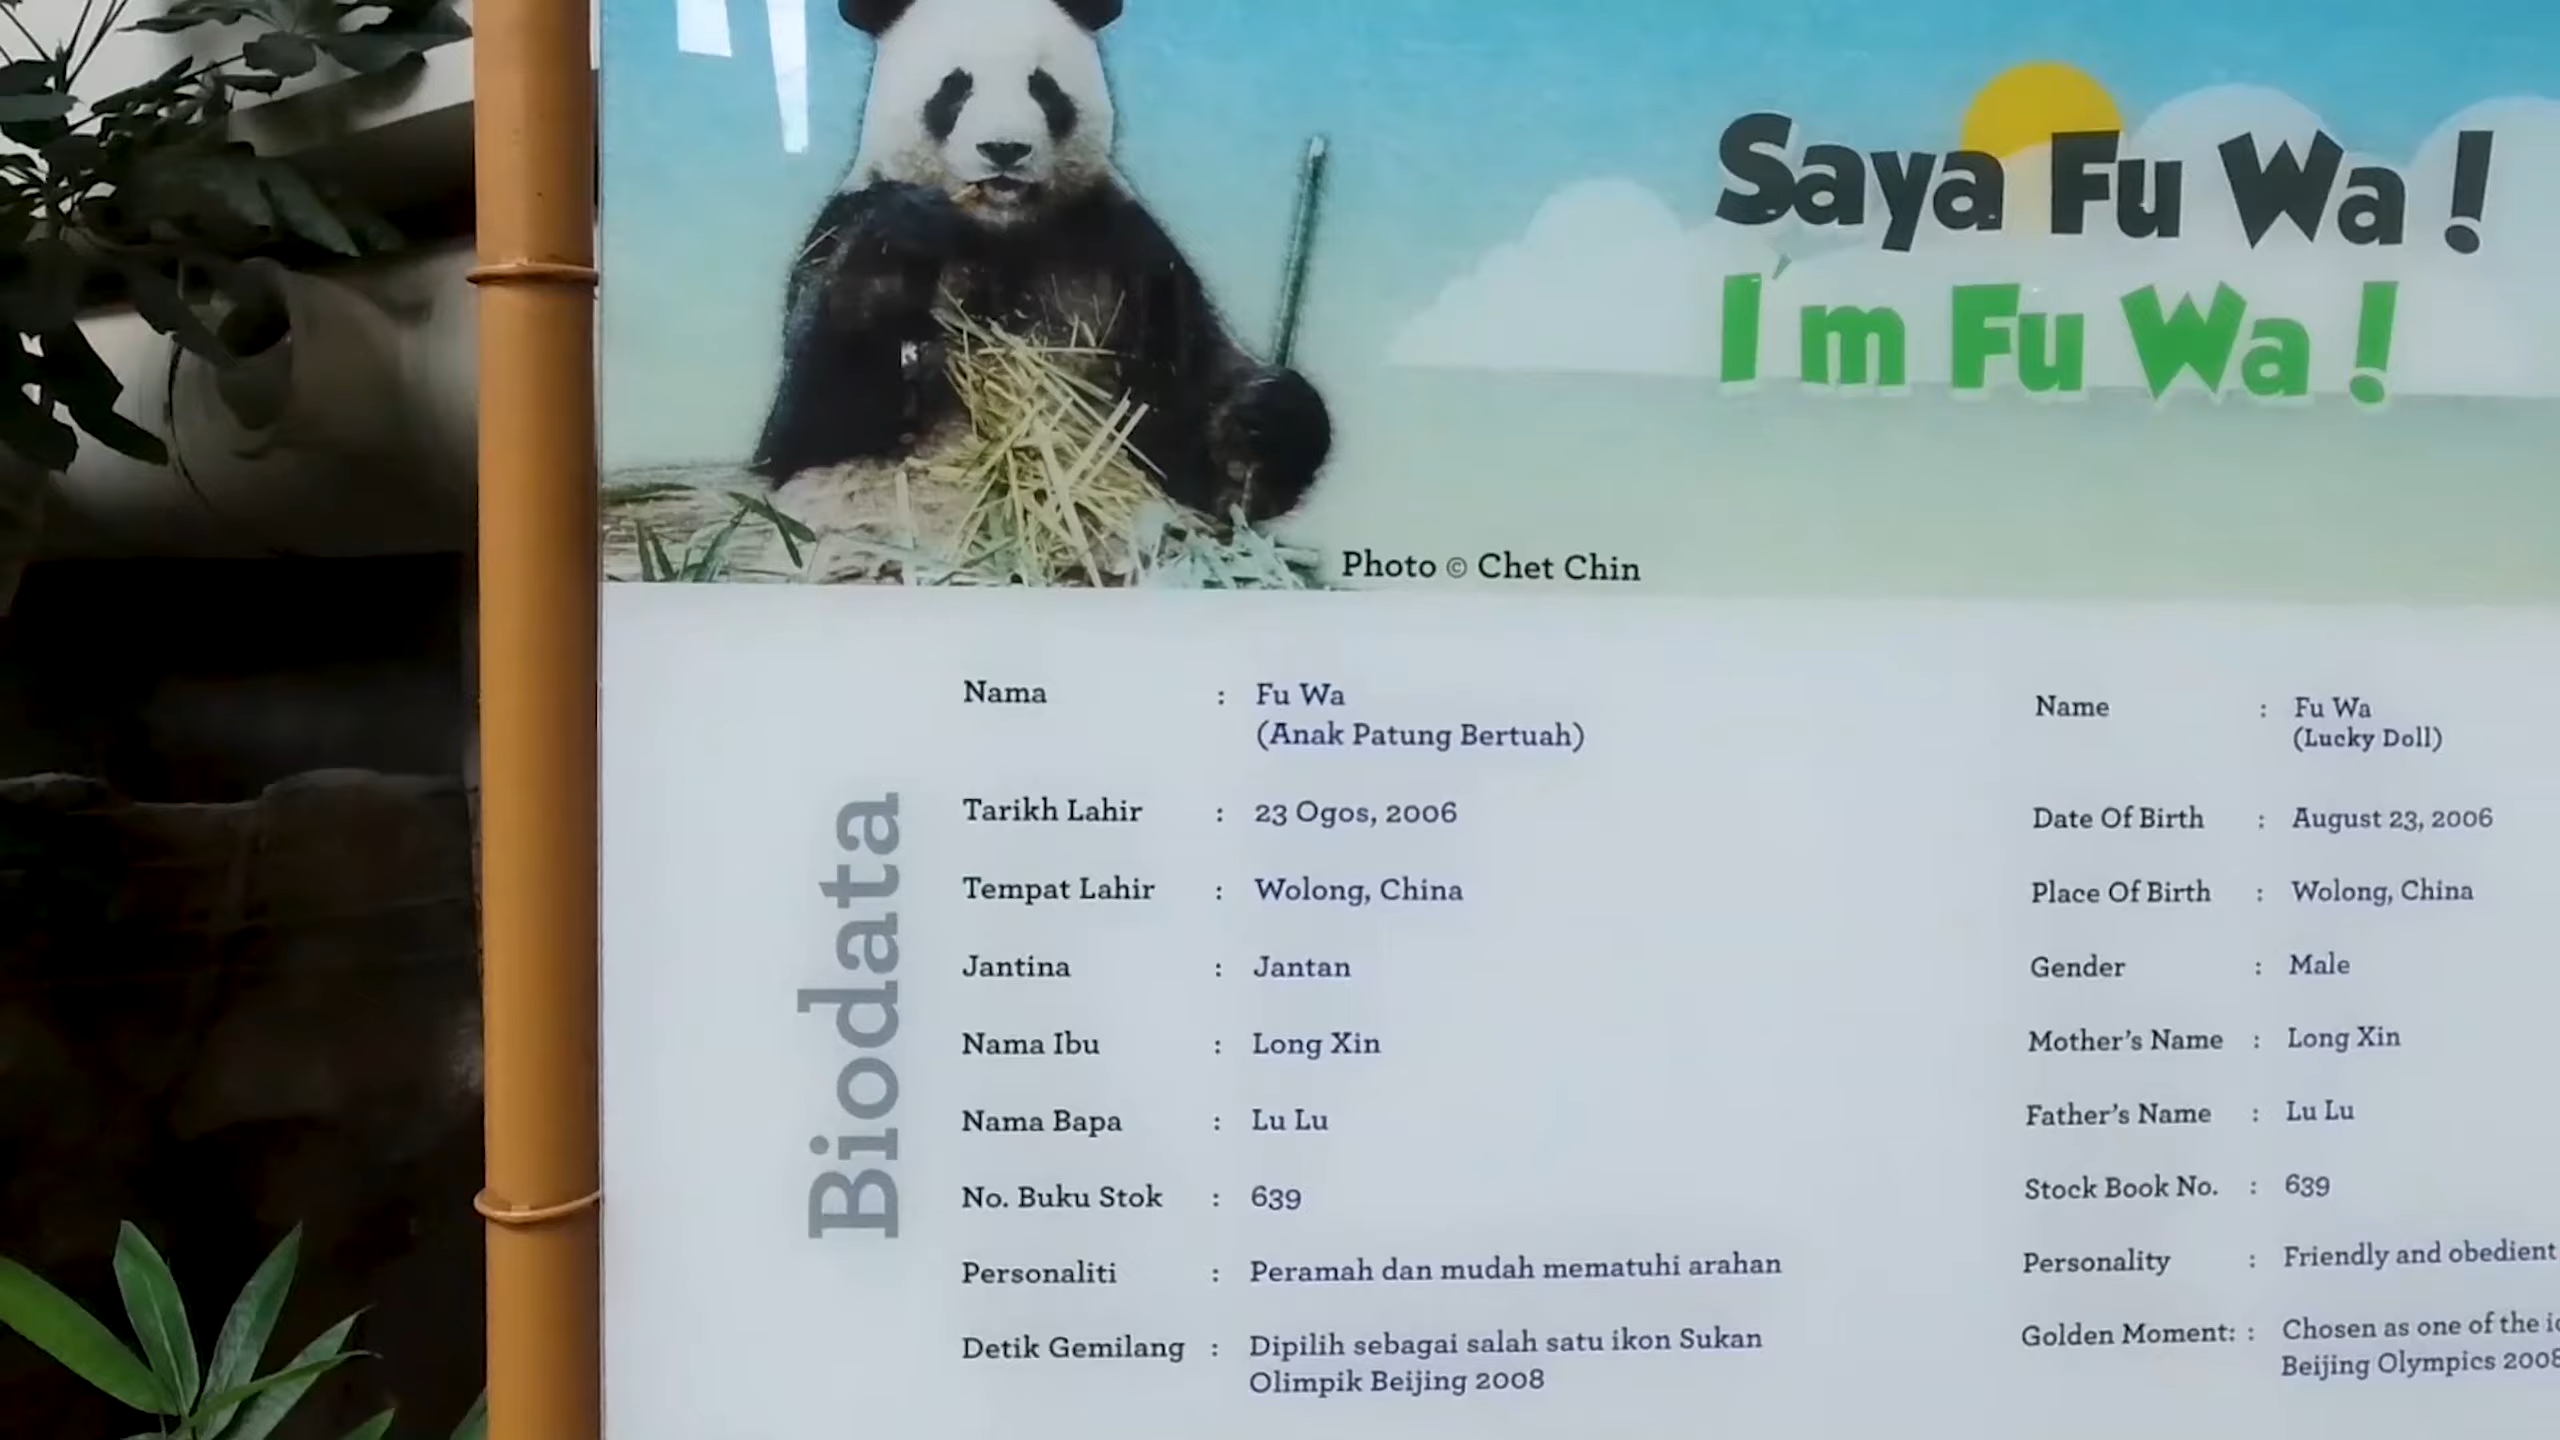 Saya Fu Wa!
I'm Fu Wa!
Photo © Chet Chin
Biodata
Nama : Fu Wa
(Anak Patung Bertuah)
Tarikh Lahir : 23 Ogos, 2006
Tempat Lahir : Wolong, China
Jantina : Jantan
Nama Ibu : Long Xin
Nama Bapa : Lu Lu
No. Buku Stok : 639
Personaliti : Peramah dan mudah mematuhi arahan
Detik Gemilang : Dipilih sebagai salah satu ikon Sukan
Olimpik Beijing 2008
Name : Fu Wa
(Lucky Doll)
Date Of Birth : August 23, 2006
Place Of Birth : Wolong, China
Gender : Male
Mother's Name : Long Xin
Father's Name : Lu Lu
Stock Book No. : 639
Personality : Friendly and obedient
Golden Moment: : Chosen as one of the
Beijing Olympics 2008